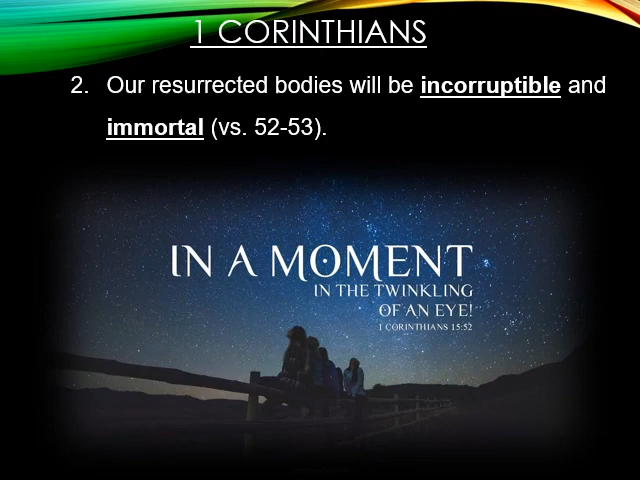 1 CORINTHIANS
2. Our resurrected bodies will be incorruptible and
immortal (vs. 52-53).
IN A MOMENT
IN THE TWINKLING
OF AN EYE!
1 CORINTHIANS 15:52